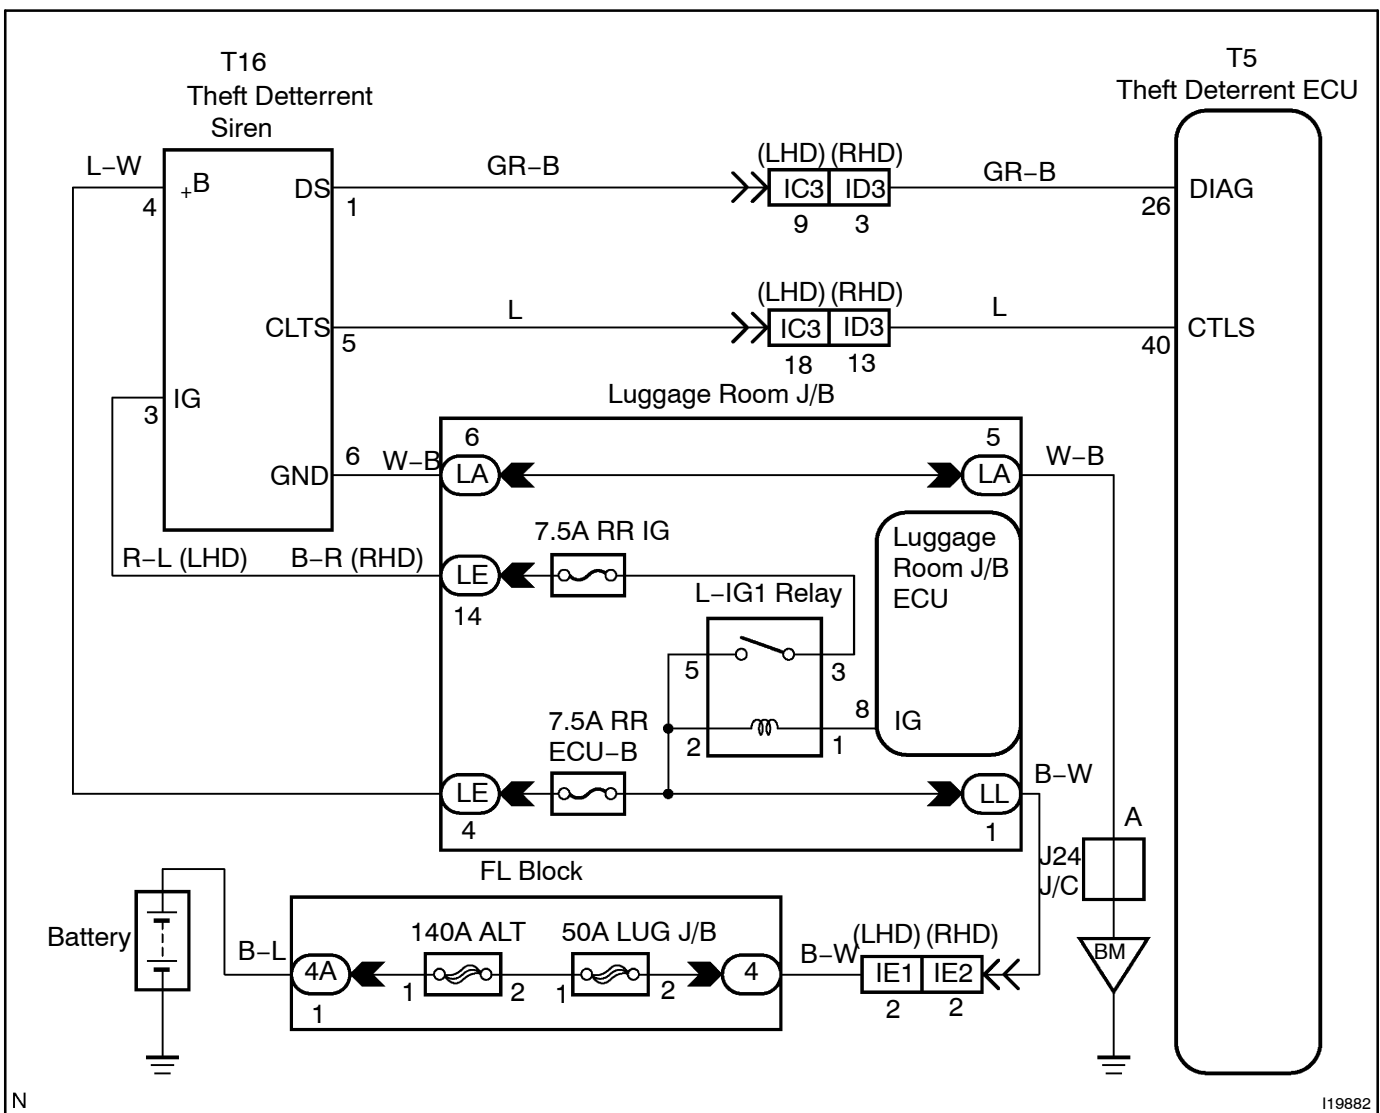 T16
Theft Detterrent
Siren
T5
Theft Deterrent ECU
L-W
+B
DS
4
1
GR-B
(LHD) (RHD)
IC3 ID3
9 3
GR-B
26
DIAG
CLTS
5
L
(LHD) (RHD)
IC3 ID3
18 13
L
40
CTLS
IG
3
GND
6
W-B
Luggage Room J/B
6
LA
5
LA
W-B
R-L (LHD) B-R (RHD)
LE
14
7.5A RR IG
L-IG1 Relay
5
3
2
1
Luggage
Room J/B
ECU
8
IG
7.5A RR
ECU-B
LE
4
LL
1
B-W
A
J24
J/C
BM
FL Block
Battery
B-L
4A
1
140A ALT
1
2
50A LUG J/B
1
2
4
B-W
(LHD) (RHD)
IE1 IE2
2 2
N
I19882